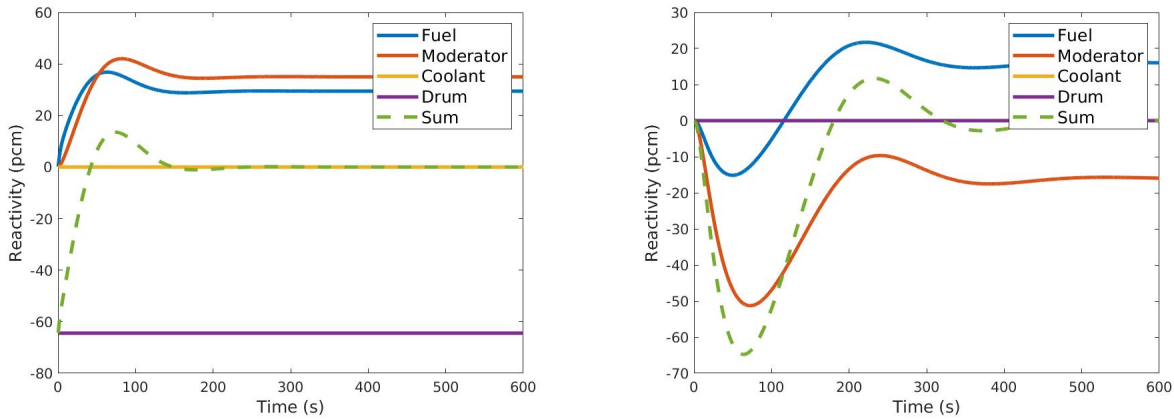 60
40
20
0
-20
-40
-60
-80
Reactivity (pcm)
0
100
200
300
400
500
600
Time (s)
Fuel
Moderator
Coolant
Drum
Sum
30
20
10
0
-10
-20
-30
-40
-50
-60
-70
Reactivity (pcm)
0
100
200
300
400
500
600
Time (s)
Fuel
Moderator
Coolant
Drum
Sum